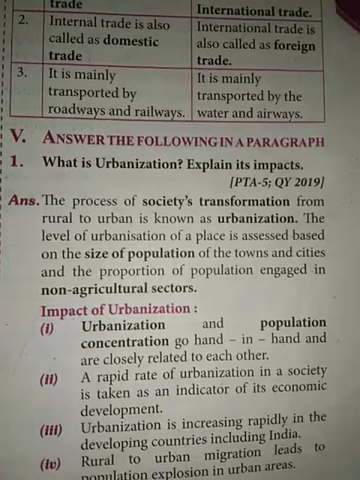 trade
International trade.
2. Internal trade is also
called as domestic
trade
International trade is
also called as foreign
trade.
3. It is mainly
transported by
roadways and railways.
It is mainly
transported by the
water and airways.
V. ANSWER THE FOLLOWING IN A PARAGRAPH
1. What is Urbanization? Explain its impacts.
[PTA-5; QY 2019]
Ans. The process of society's transformation from
rural to urban is known as urbanization. The
level of urbanisation of a place is assessed based
on the size of population of the towns and cities
and the proportion of population engaged in
non-agricultural sectors.
Impact of Urbanization :
(i) Urbanization and population
concentration go hand – in – hand and
are closely related to each other.
(ii) A rapid rate of urbanization in a society
is taken as an indicator of its economic
development.
(iii) Urbanization is increasing rapidly in the
developing countries including India.
(iv) Rural to urban migration leads to
population explosion in urban areas.